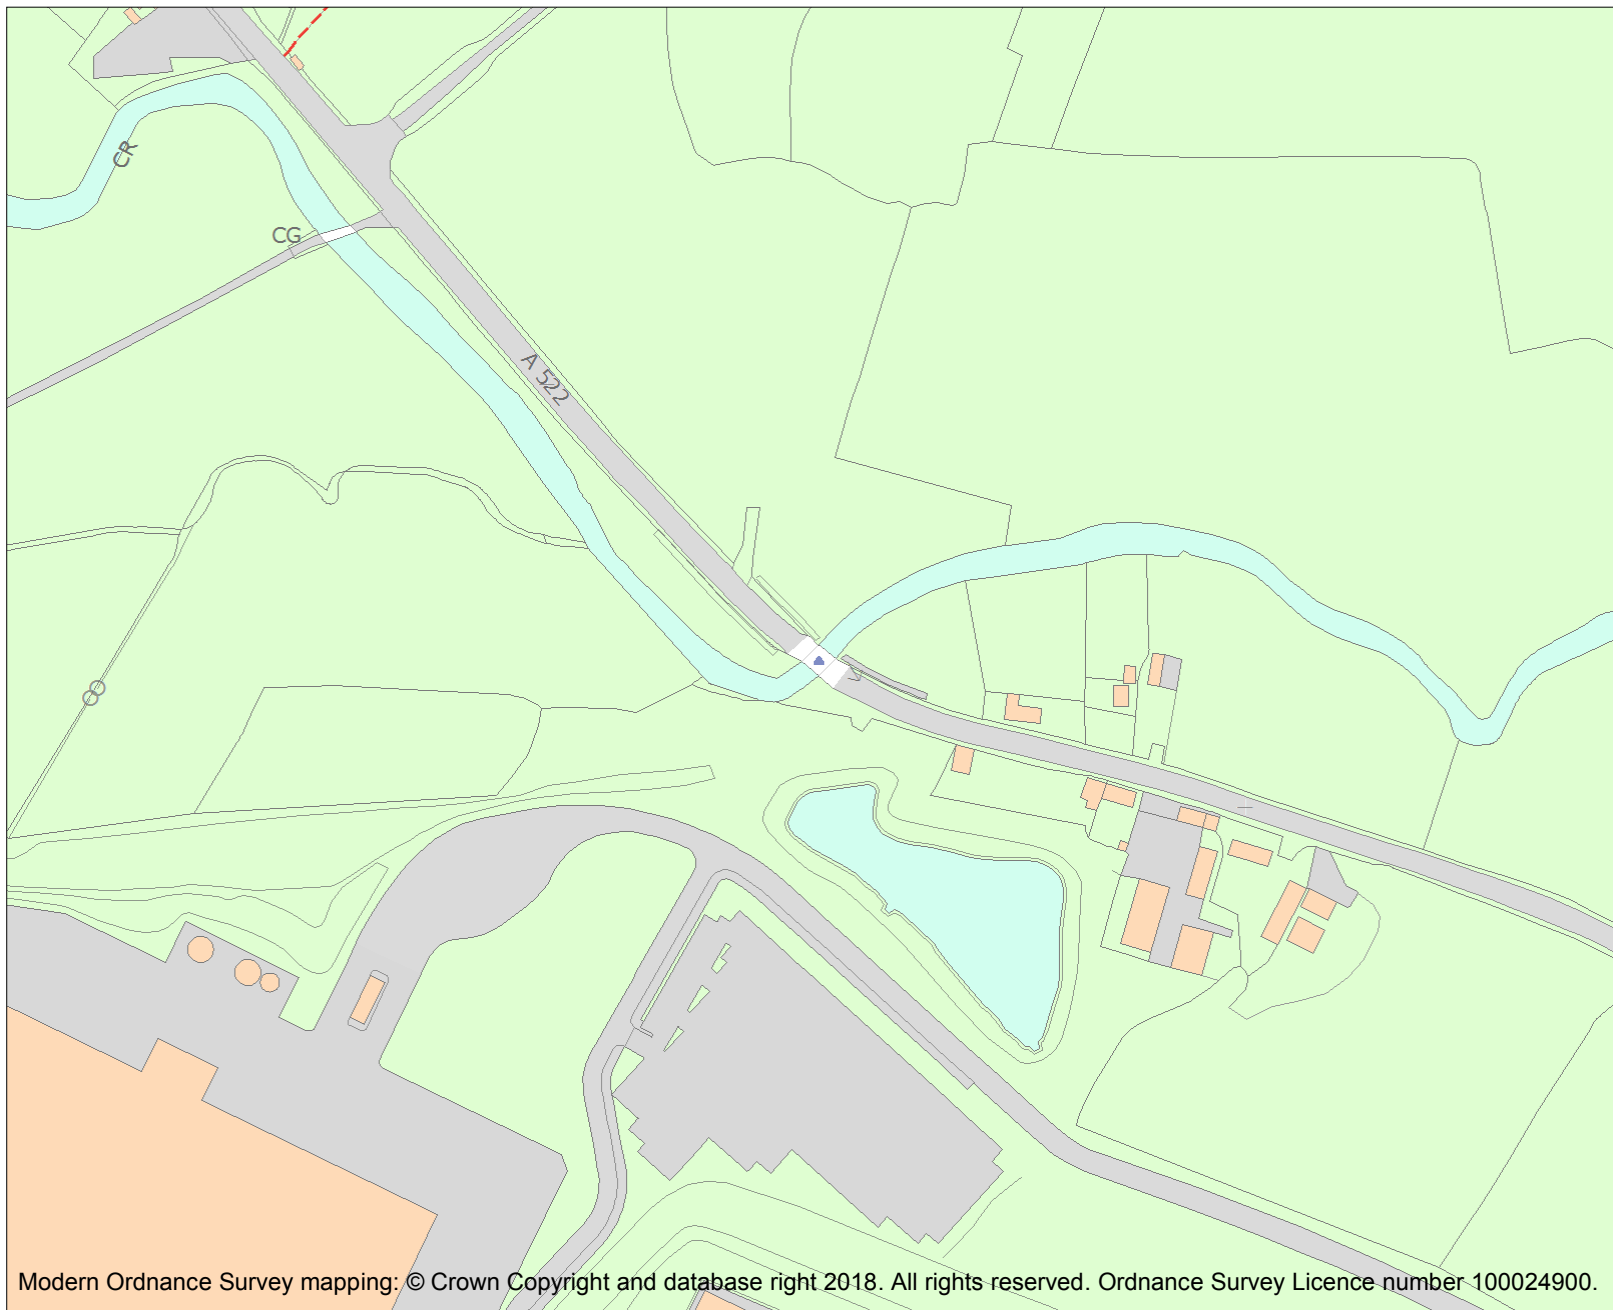 CR
CG
A 522
Modern Ordnance Survey mapping: © Crown Copyright and database right 2018. All rights reserved. Ordnance Survey Licence number 100024900.